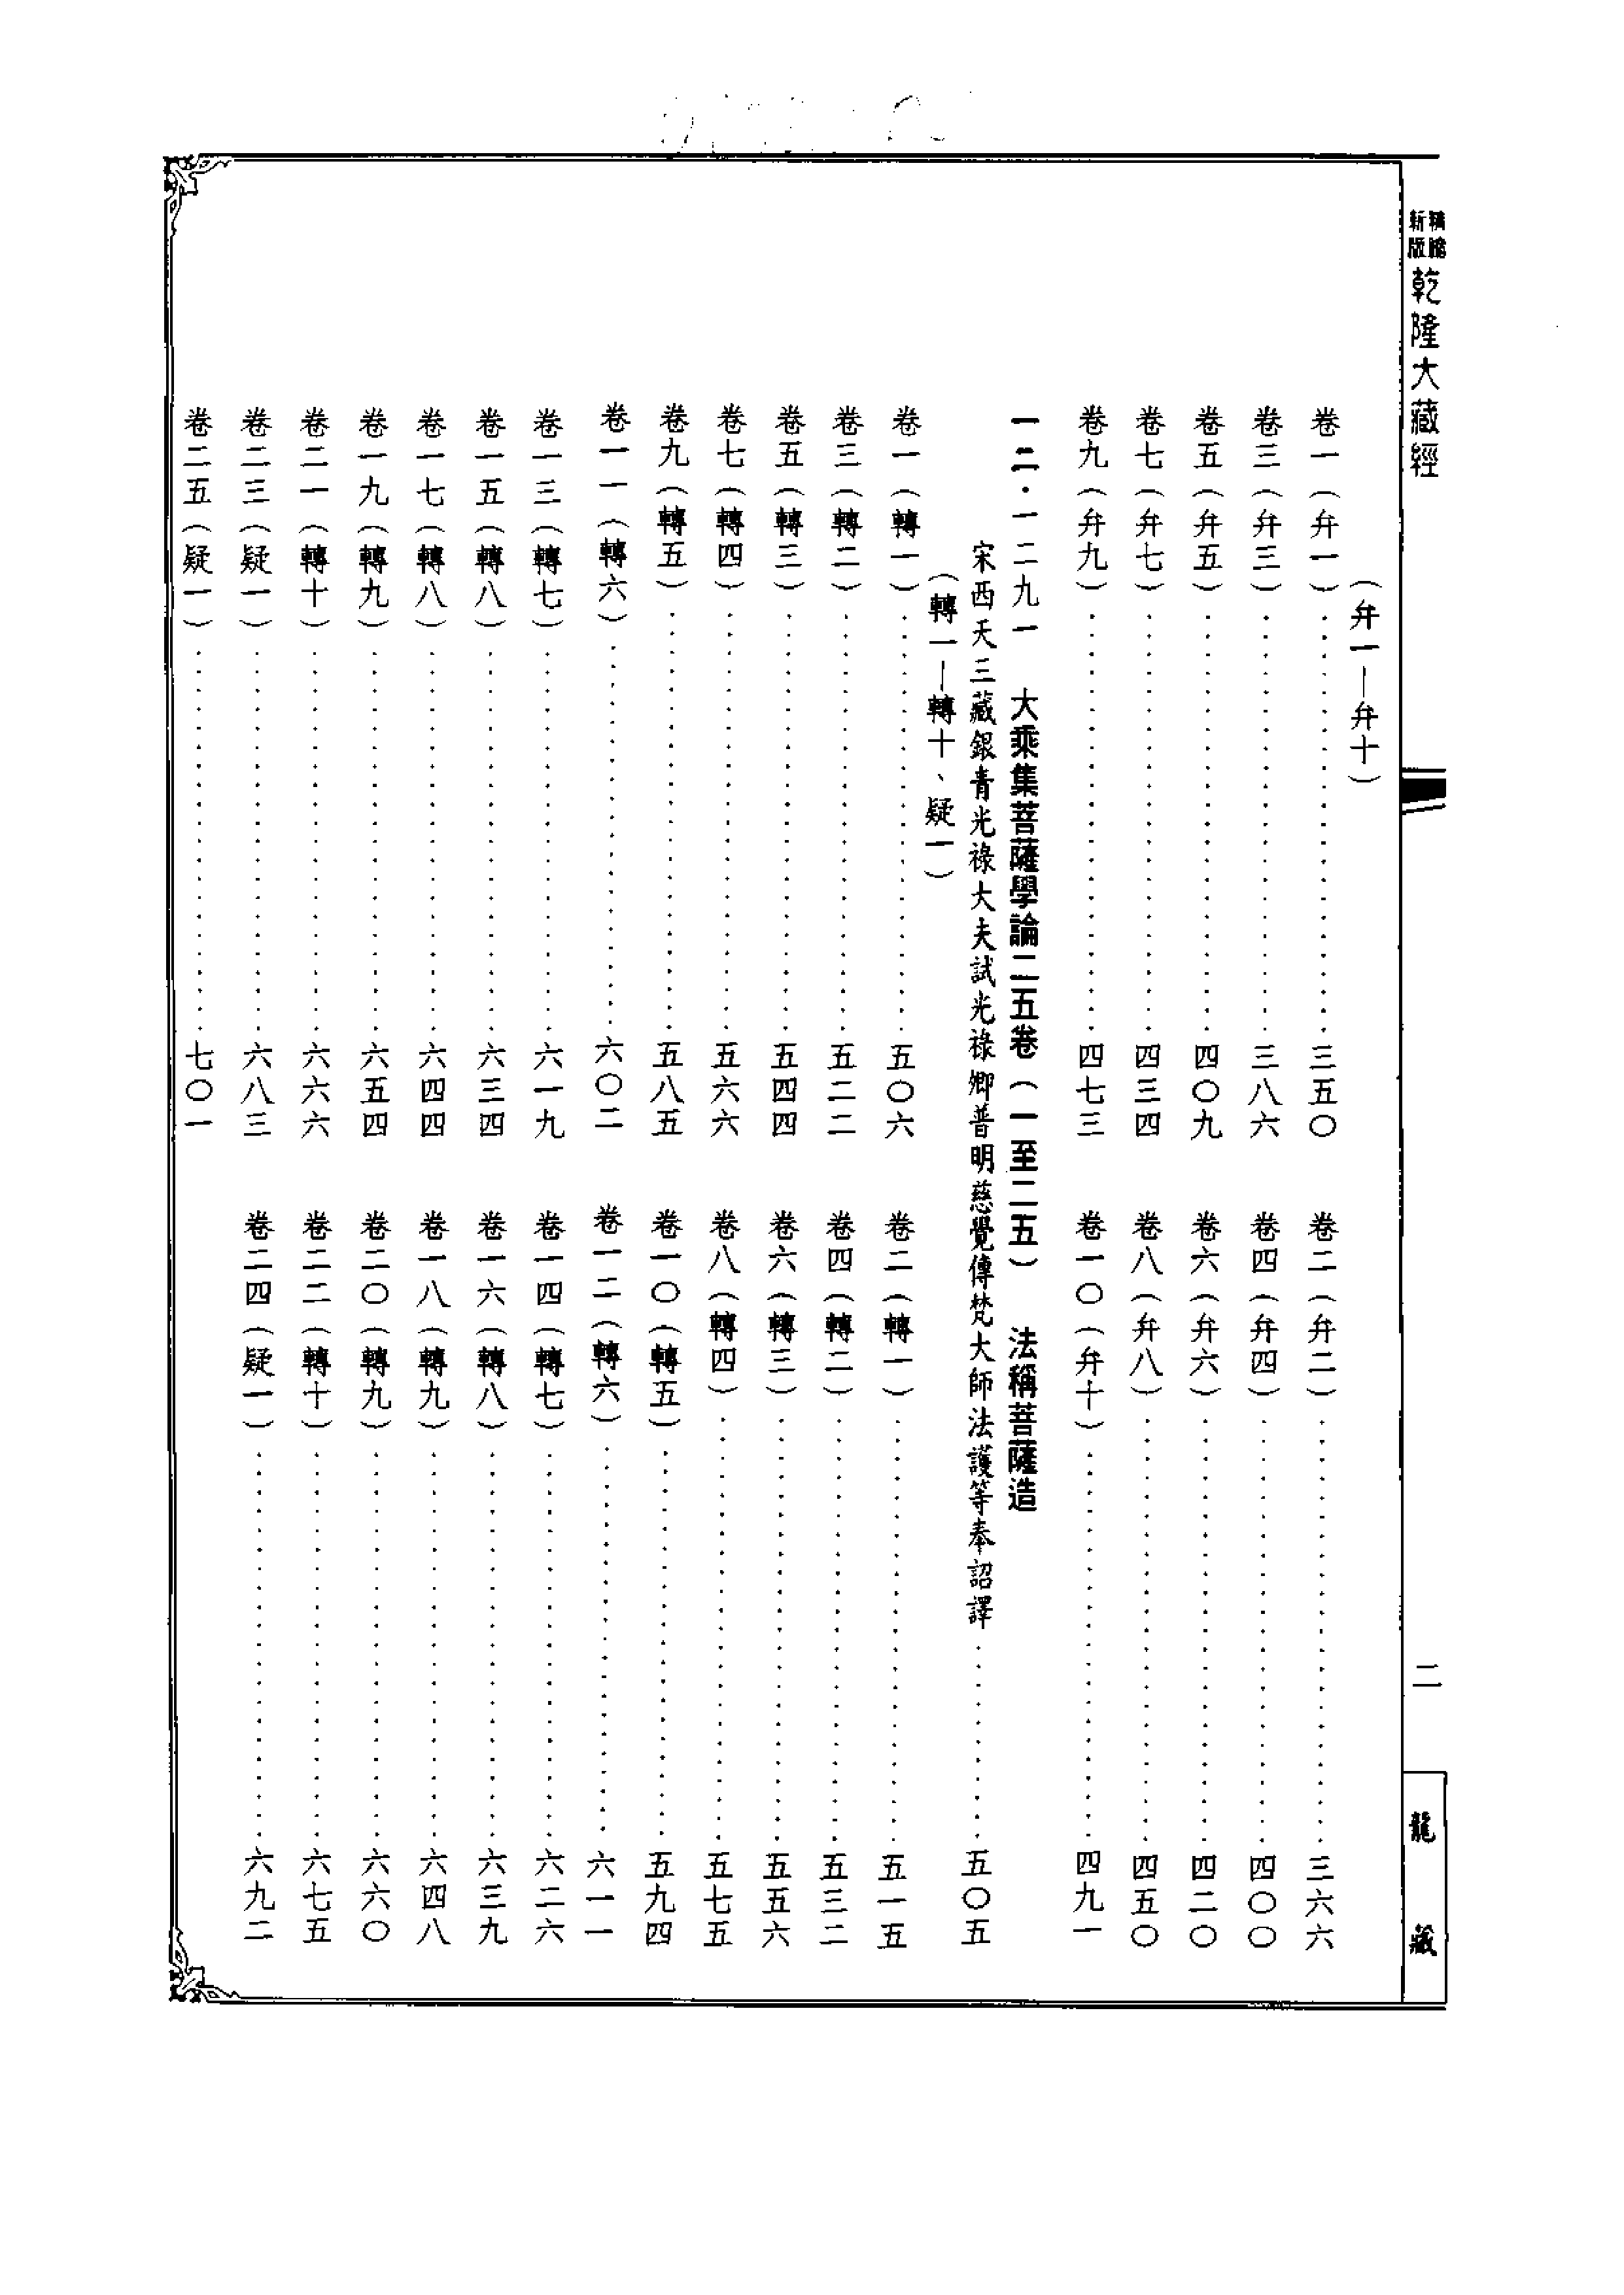 新版
乾隆大藏經
二
龍藏
（弁一—弁十）
卷一（弁一）……三五〇　卷二（弁二）……三六六
卷三（弁三）……三八六　卷四（弁四）……四〇〇
卷五（弁五）……四〇九　卷六（弁六）……四二〇
卷七（弁七）……四三四　卷八（弁八）……四五〇
卷九（弁九）……四七三　卷一〇（弁十）……四九一
一二·一二九一　大乘集菩薩學論二五卷（一至二五）　法稱菩薩造
宋西天三藏銀青光祿大夫試光祿卿普明慈覺傳梵大師法護等奉詔譯……五〇五
（轉一—轉十、疑一）
卷一（轉一）……五〇六　卷二（轉一）……五一五
卷三（轉二）……五二二　卷四（轉二）……五三二
卷五（轉三）……五四四　卷六（轉三）……五五六
卷七（轉四）……五六六　卷八（轉四）……五七五
卷九（轉五）……五八五　卷一〇（轉五）……五九四
卷一一（轉六）……六〇二　卷一二（轉六）……六一一
卷一三（轉七）……六一九　卷一四（轉七）……六二六
卷一五（轉八）……六三四　卷一六（轉八）……六三九
卷一七（轉八）……六四四　卷一八（轉九）……六四八
卷一九（轉九）……六五四　卷二〇（轉九）……六六〇
卷二一（轉十）……六六六　卷二二（轉十）……六七五
卷二三（疑一）……六八三　卷二四（疑一）……六九二
卷二五（疑一）……七〇一